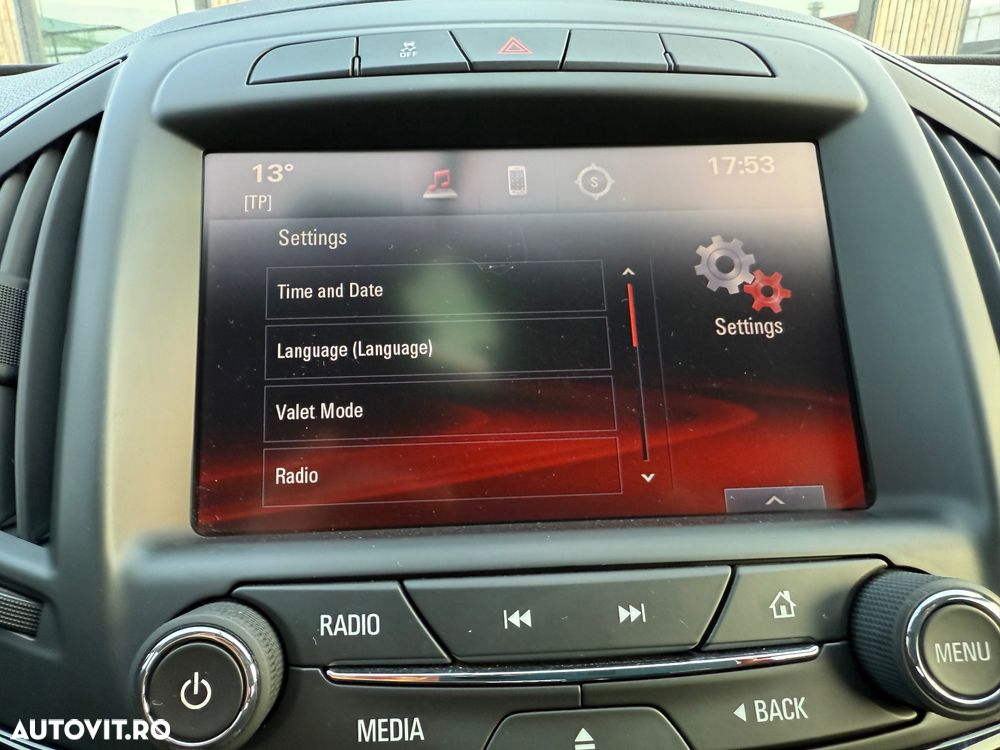 OFF
13°
17:53
[TP]
S
Settings
Time and Date
Language (Language)
Valet Mode
Radio
Settings
RADIO
MENU
MEDIA
BACK
AUTOVIT.RO